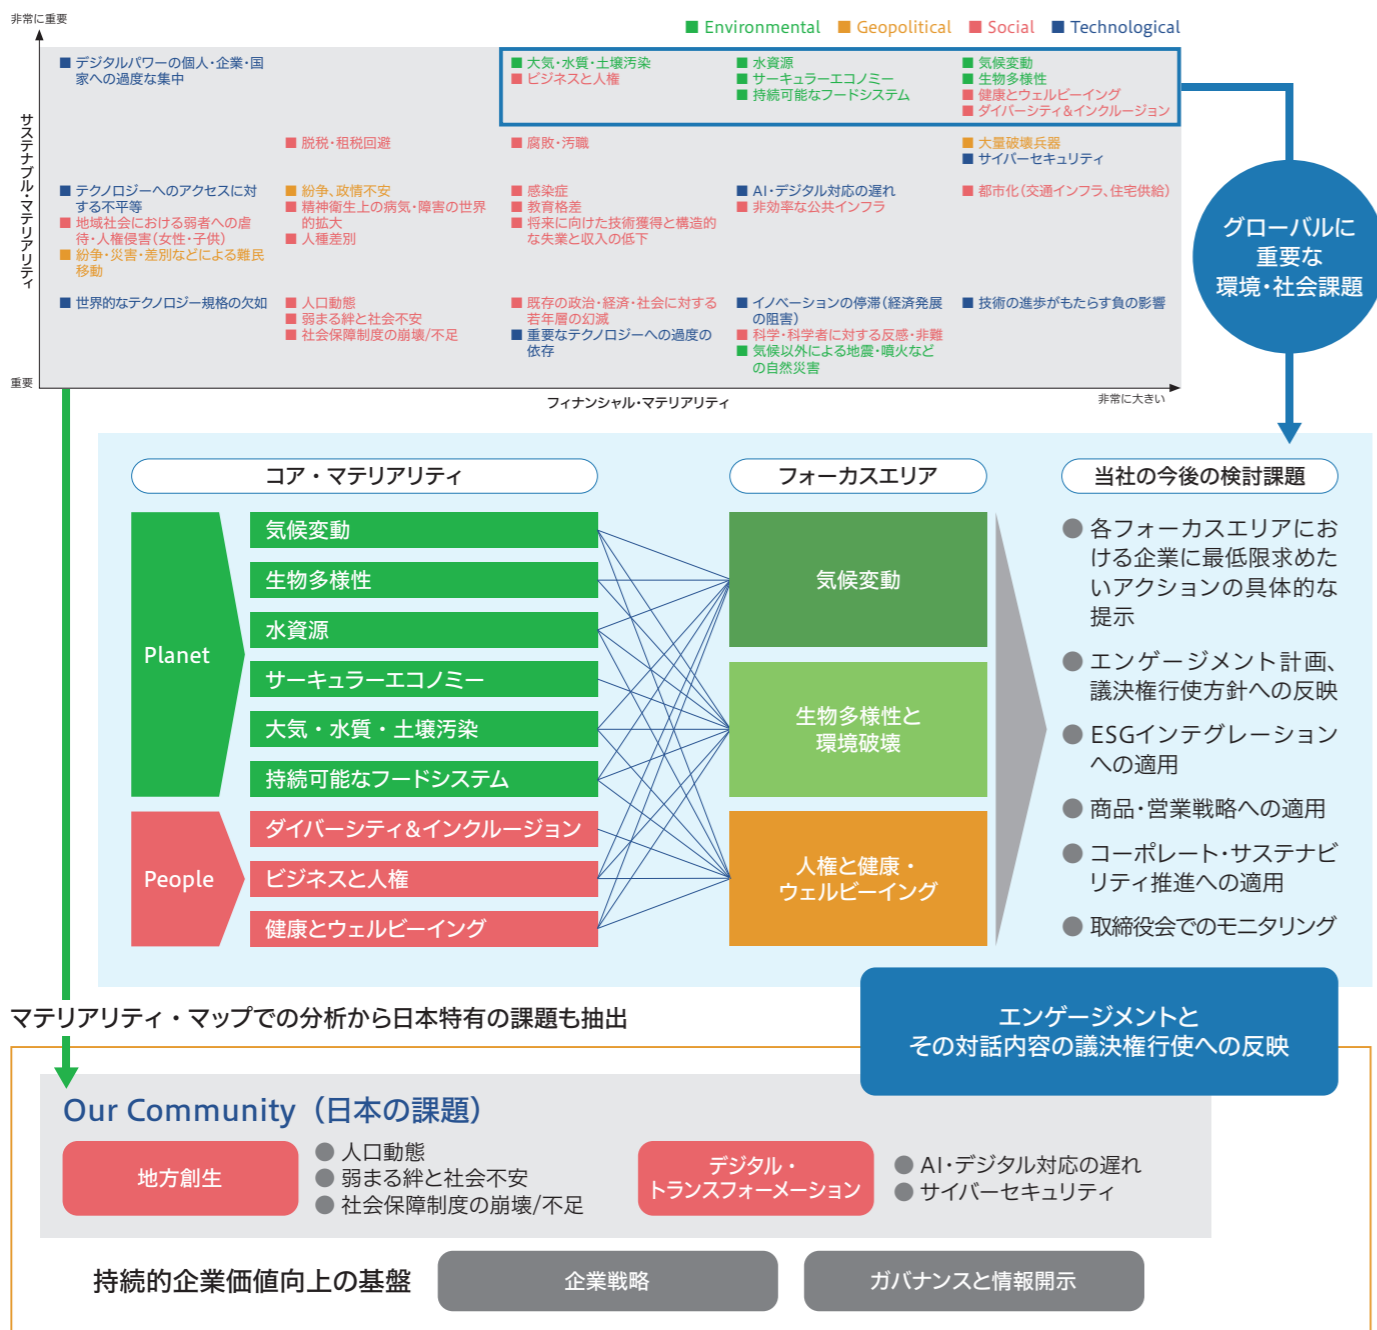 非常に重要
■ Environmental ■ Geopolitical ■ Social ■ Technological
サステナブル・マテリアリティ
■ デジタルパワーの個人・企業・国
家への過度な集中
■ 大気・水質・土壌汚染
■ ビジネスと人権
■ 水資源
■ サーキュラーエコノミー
■ 持続可能なフードシステム
■ 気候変動
■ 生物多様性
■ 健康とウェルビーイング
■ ダイバーシティ&インクルージョン
■ 脱税・租税回避
■ 腐敗・汚職
■ 大量破壊兵器
■ サイバーセキュリティ
■ テクノロジーへのアクセスに対
する不平等
■ 地域社会における弱者への虐
待・人権侵害(女性・子供)
■ 紛争・災害・差別などによる難民
移動
■ 紛争、政情不安
■ 精神衛生上の病気・障害の世界
的拡大
■ 人種差別
■ 感染症
■ 教育格差
■ 将来に向けた技術獲得と構造的
な失業と収入の低下
■ AI・デジタル対応の遅れ
■ 非効率な公共インフラ
■ 都市化(交通インフラ、住宅供給)
■ 世界的なテクノロジー規格の欠如
■ 人口動態
■ 弱まる絆と社会不安
■ 社会保障制度の崩壊/不足
■ 既存の政治・経済・社会に対する
若年層の幻滅
■ 重要なテクノロジーへの過度の
依存
■ イノベーションの停滞(経済発展
の阻害)
■ 科学・科学者に対する反感・非難
■ 気候以外による地震・噴火など
の自然災害
■ 技術の進歩がもたらす負の影響
重要
フィナンシャル・マテリアリティ
非常に大きい
グローバルに
重要な
環境・社会課題
コア・マテリアリティ
フォーカスエリア
当社の今後の検討課題
Planet
気候変動
生物多様性
水資源
サーキュラーエコノミー
大気・水質・土壌汚染
持続可能なフードシステム
People
ダイバーシティ&インクルージョン
ビジネスと人権
健康とウェルビーイング
気候変動
生物多様性と
環境破壊
人権と健康・
ウェルビーイング
● 各フォーカスエリアにお
ける企業に最低限求めた
いアクションの具体的な
提示
● エンゲージメント計画、
議決権行使方針への反映
● ESGインテグレーション
への適用
● 商品・営業戦略への適用
● コーポレート・サステナビ
リティ推進への適用
● 取締役会でのモニタリング
エンゲージメントと
その対話内容の議決権行使への反映
マテリアリティ・マップでの分析から日本特有の課題も抽出
Our Community（日本の課題）
地方創生
● 人口動態
● 弱まる絆と社会不安
● 社会保障制度の崩壊/不足
デジタル・
トランスフォーメーション
● AI・デジタル対応の遅れ
● サイバーセキュリティ
持続的企業価値向上の基盤
企業戦略
ガバナンスと情報開示